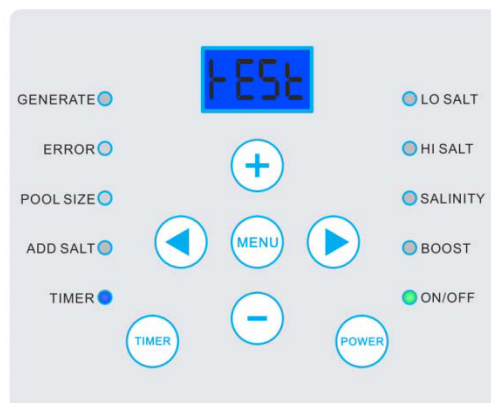 tESt
GENERATE
LO SALT
ERROR
HI SALT
+
POOL SIZE
SALINITY
ADD SALT
MENU
BOOST
TIMER
−
ON/OFF
TIMER
POWER